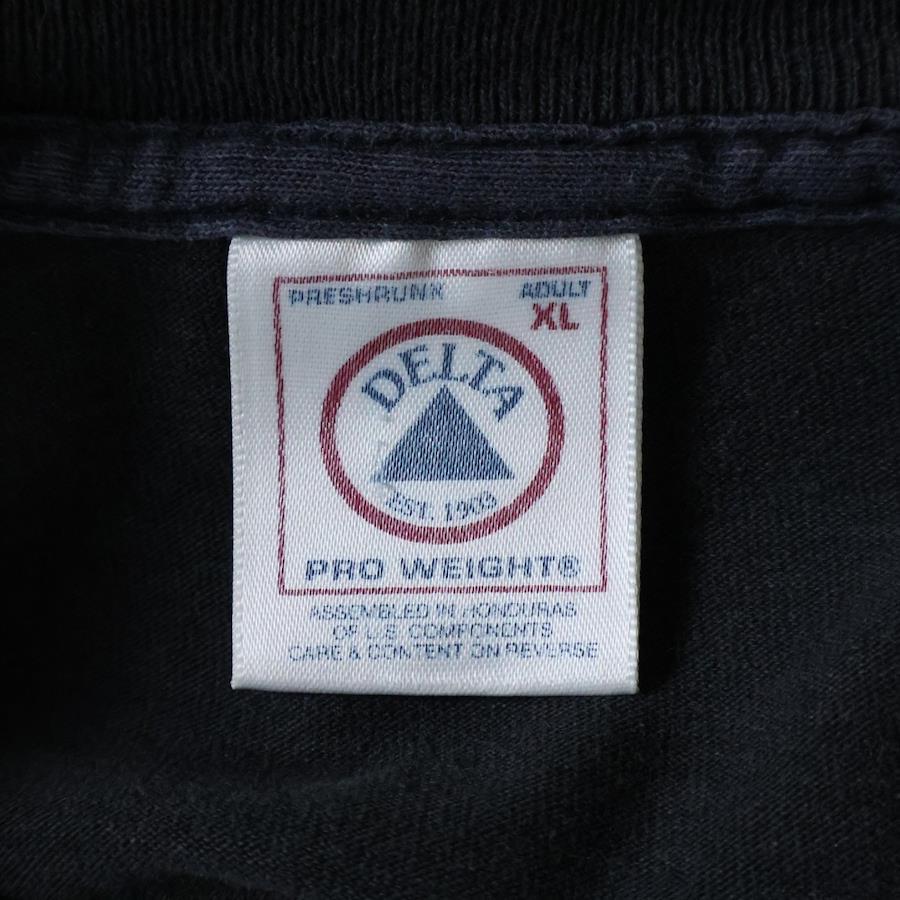 PRESHRUNK ADULT
XL
DELTA
EST. 1903
PRO WEIGHT®
ASSEMBLED IN HONDURAS
OF U.S. COMPONENTS
CARE & CONTENT ON REVERSE